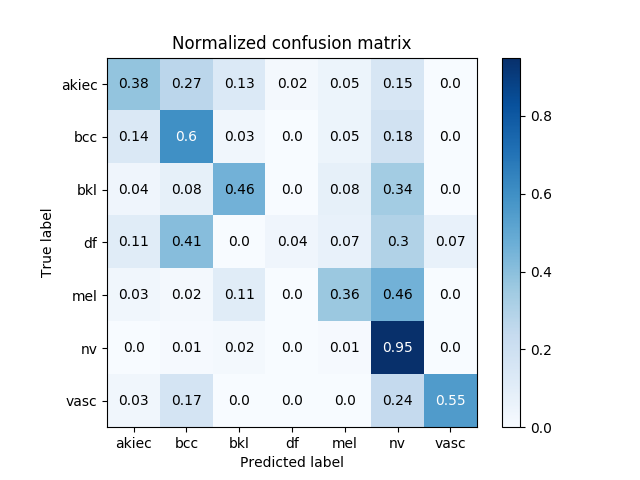 Normalized confusion matrix
akiec 0.38 0.27 0.13 0.02 0.05 0.15 0.0
bcc 0.14 0.6 0.03 0.0 0.05 0.18 0.0
bkl 0.04 0.08 0.46 0.0 0.08 0.34 0.0
df 0.11 0.41 0.0 0.04 0.07 0.3 0.07
mel 0.03 0.02 0.11 0.0 0.36 0.46 0.0
nv 0.0 0.01 0.02 0.0 0.01 0.95 0.0
vasc 0.03 0.17 0.0 0.0 0.0 0.24 0.55
akiec bcc bkl df mel nv vasc
Predicted label
True label
0.8
0.6
0.4
0.2
0.0